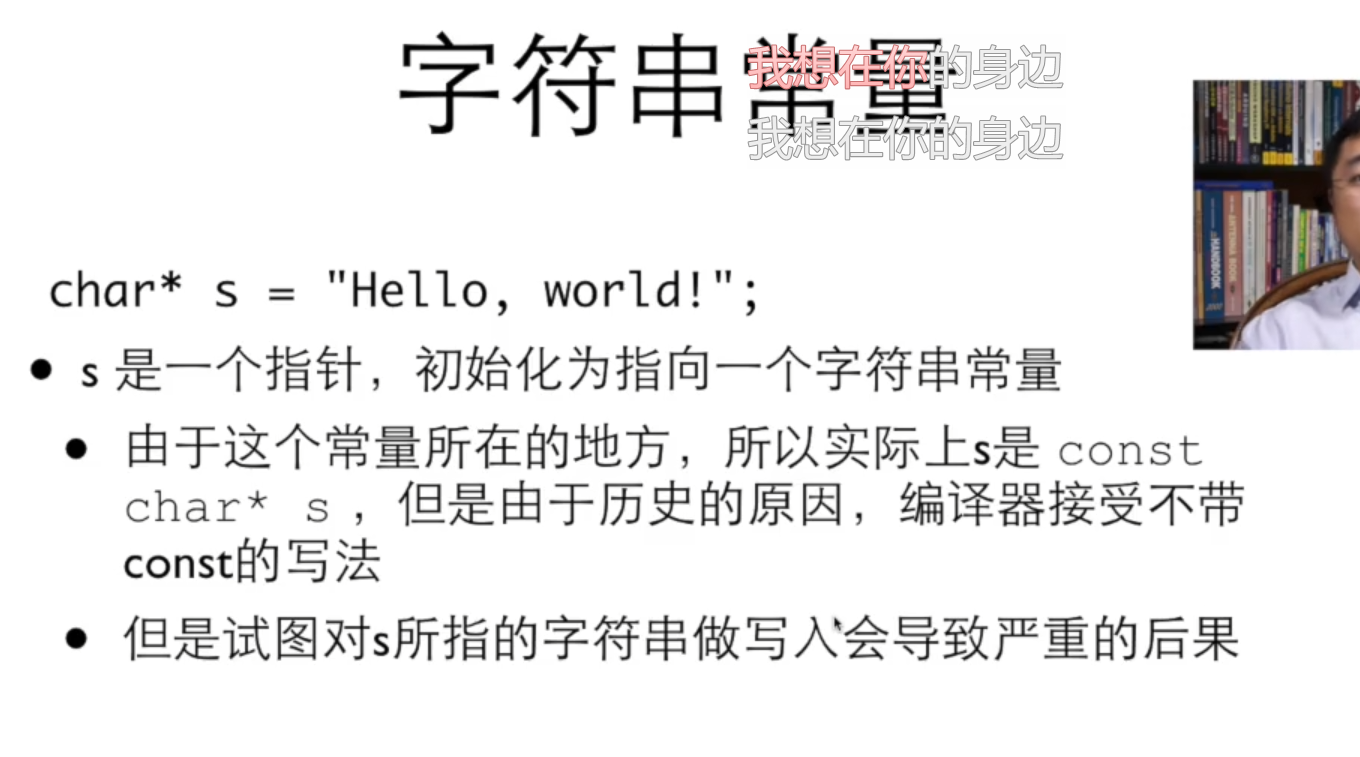 字符串常量
我想在你的身边
我想在你的身边
char* s = "Hello, world!";
• s 是一个指针，初始化为指向一个字符串常量
• 由于这个常量所在的地方，所以实际上s是 const
char* s ，但是由于历史的原因，编译器接受不带
const的写法
• 但是试图对s所指的字符串做写入会导致严重的后果
HANDBOOK
ANTENNA BOOK